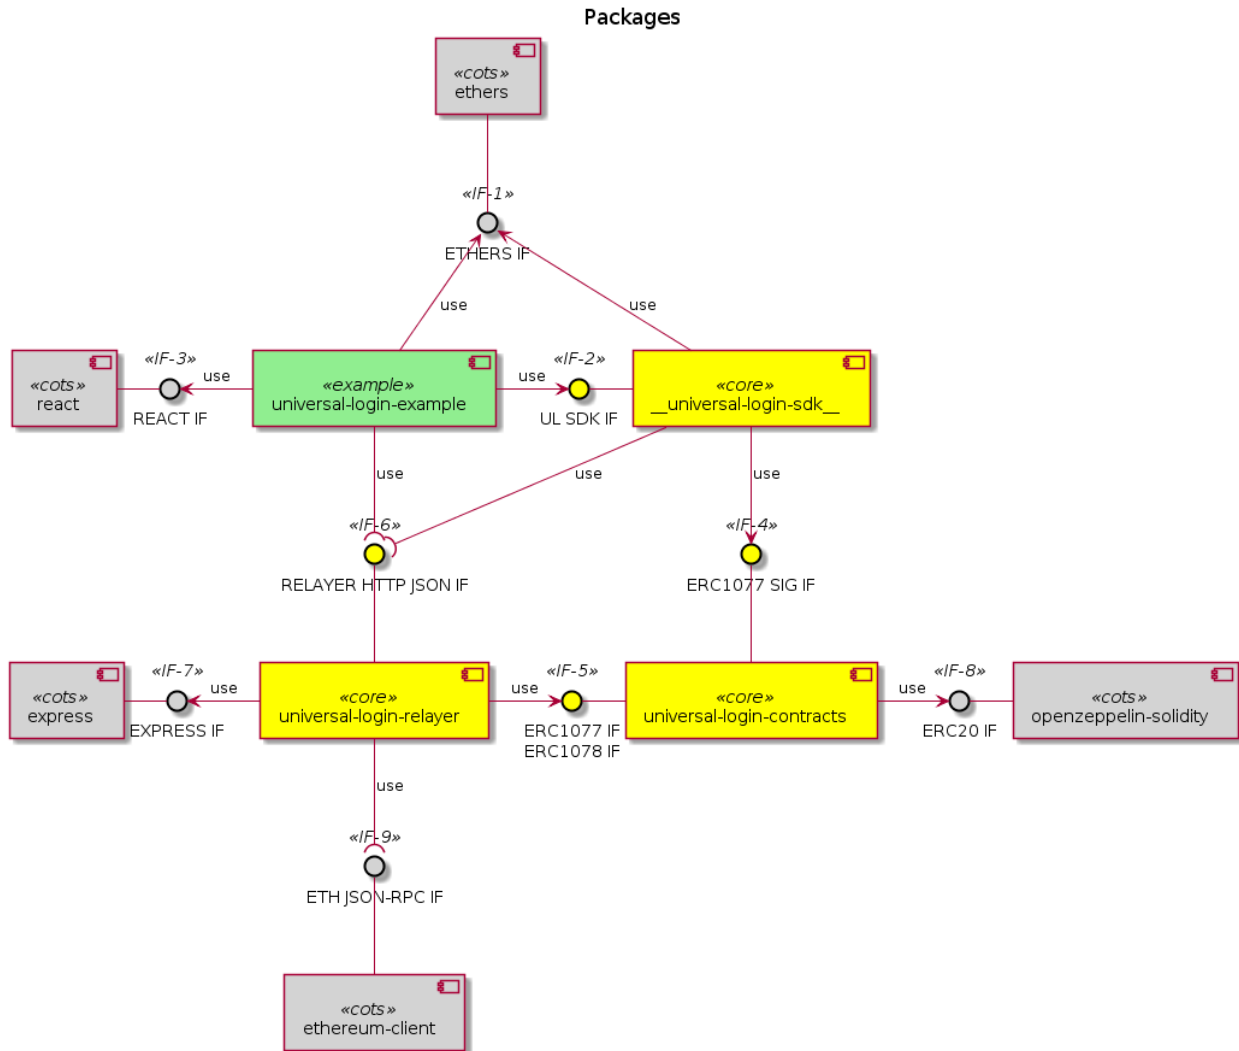 Packages
«cots»
ethers
«IF-1»
ETHERS IF
use
use
«cots»
react
«IF-3»
REACT IF
use
«example»
universal-login-example
use
«IF-2»
UL SDK IF
«core»
__universal-login-sdk__
use
use
use
«IF-6»
RELAYER HTTP JSON IF
«IF-4»
ERC1077 SIG IF
«cots»
express
«IF-7»
EXPRESS IF
use
«core»
universal-login-relayer
use
«IF-5»
ERC1077 IF
ERC1078 IF
«core»
universal-login-contracts
use
«IF-8»
ERC20 IF
«cots»
openzeppelin-solidity
use
«IF-9»
ETH JSON-RPC IF
«cots»
ethereum-client